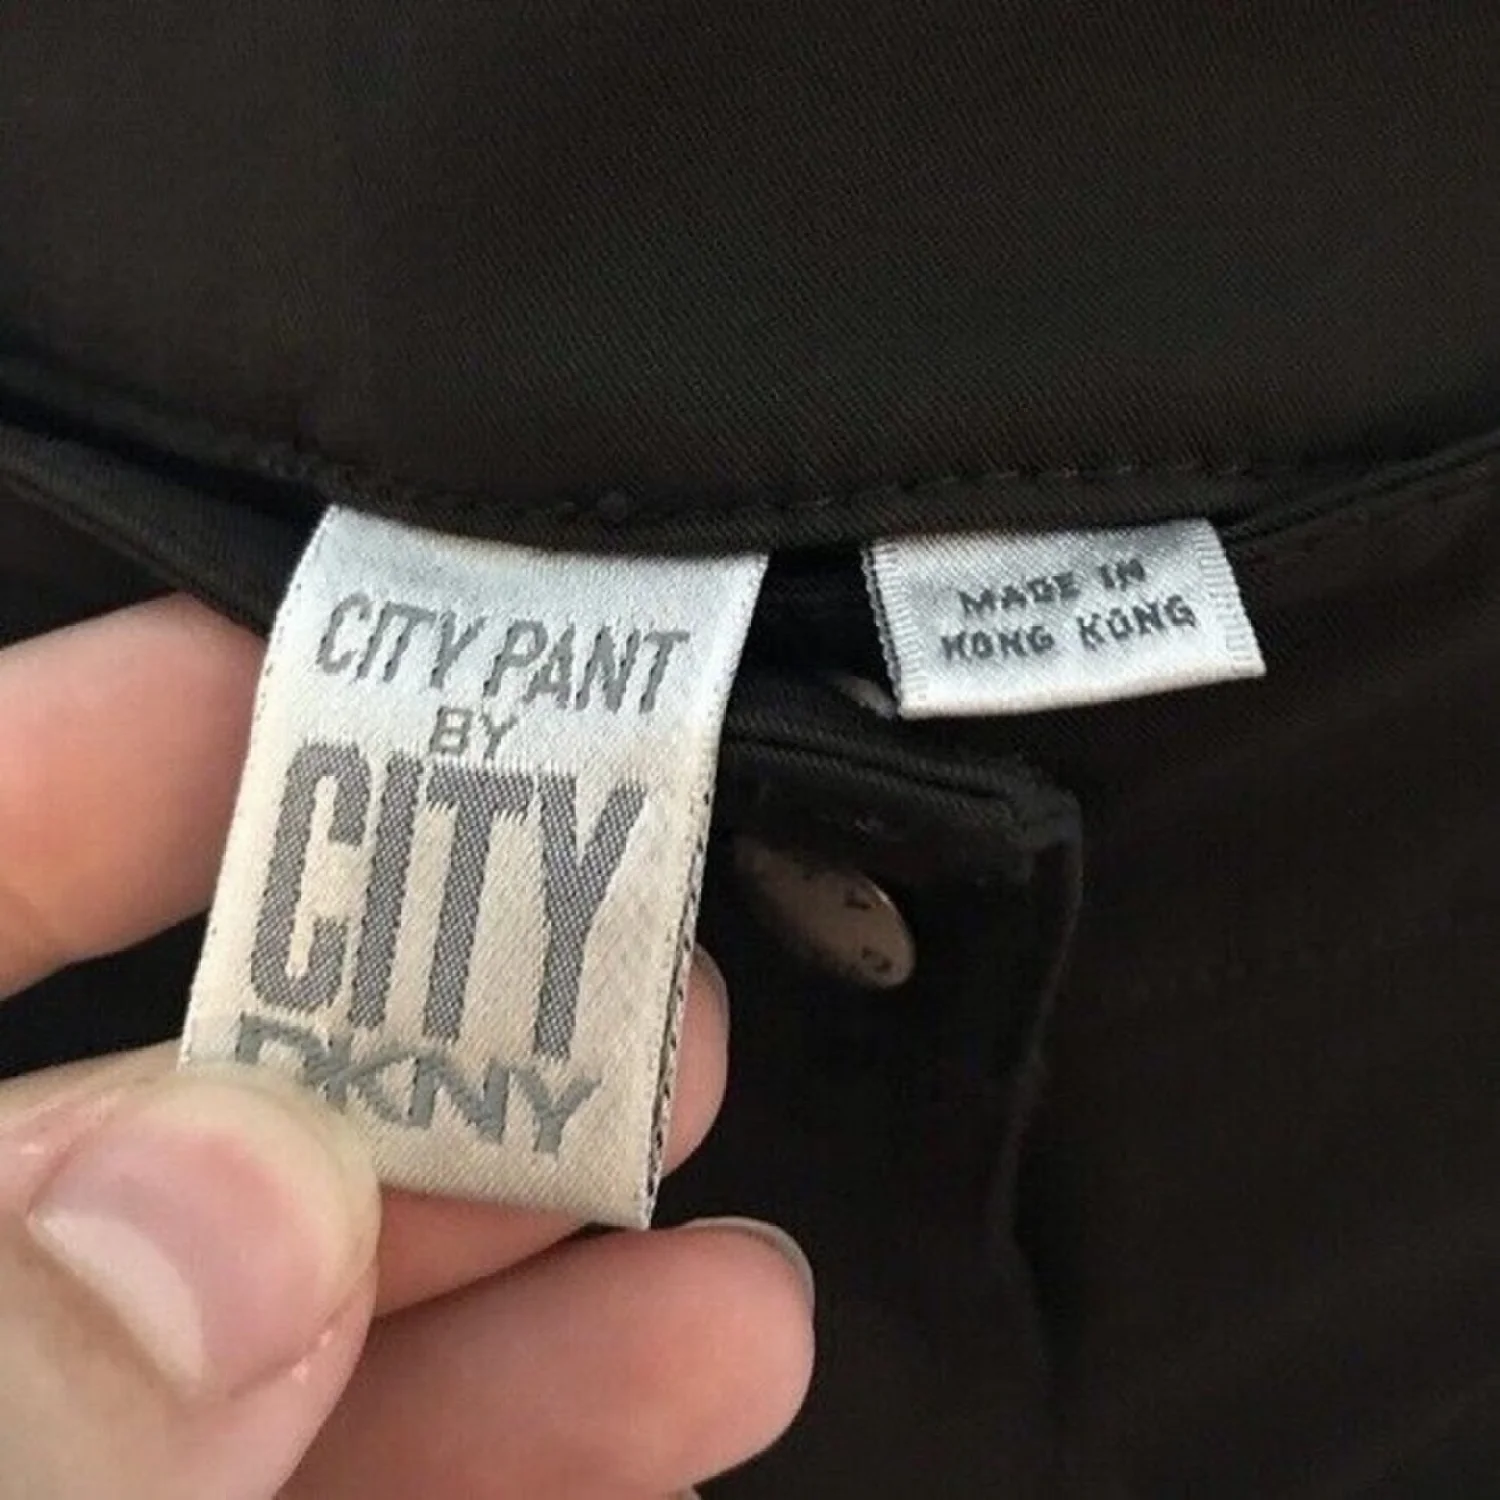 CITY PANT
BY
CITY
DKNY
MADE IN
HONG KONG